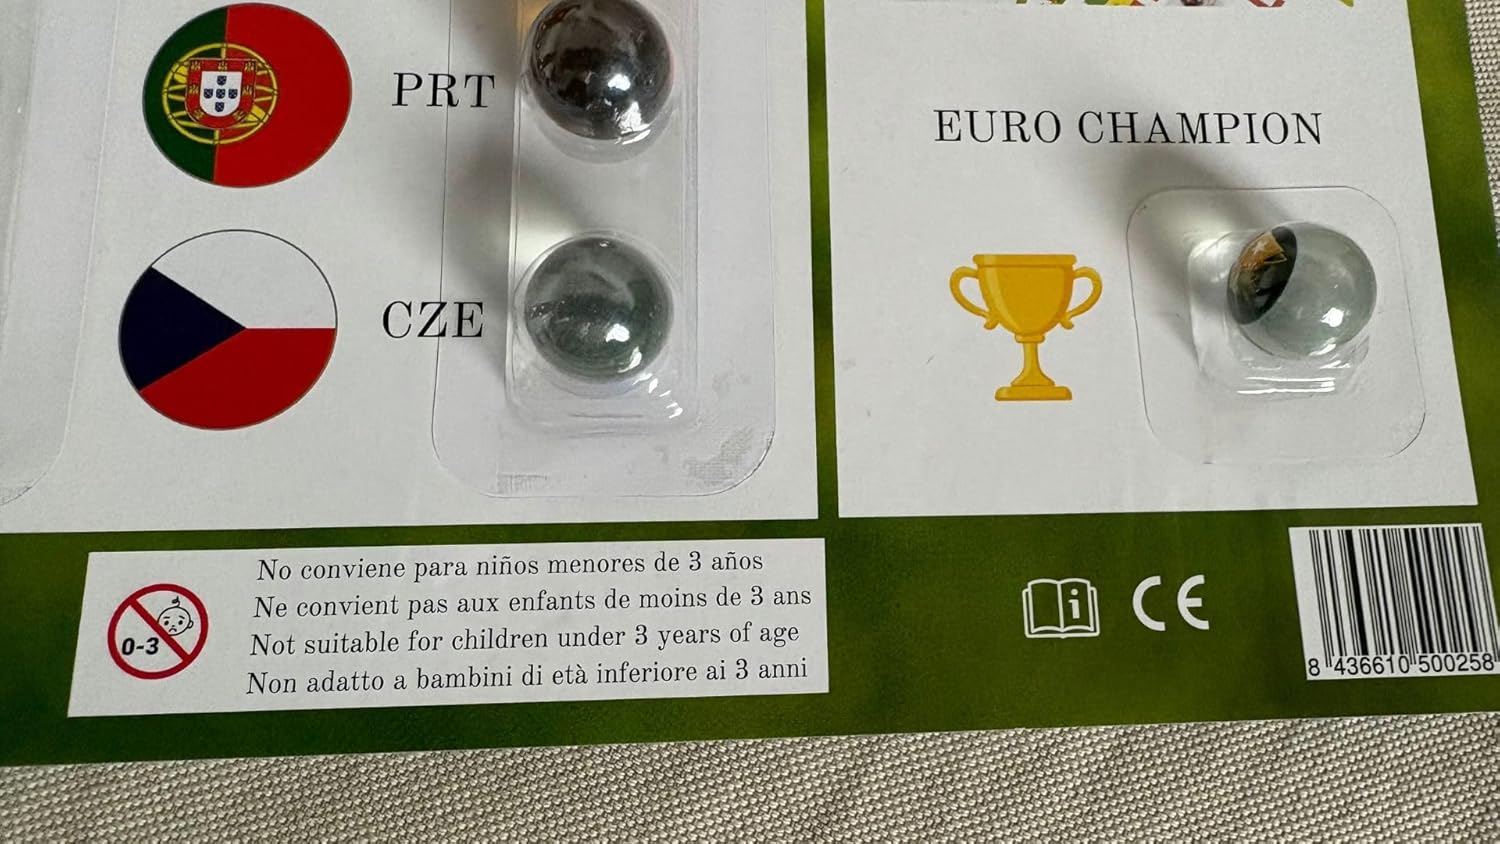 PRT
CZE
EURO CHAMPION
0-3
No conviene para niños menores de 3 años
Ne convient pas aux enfants de moins de 3 ans
Not suitable for children under 3 years of age
Non adatto a bambini di età inferiore ai 3 anni
i
CE
8 436610 500258